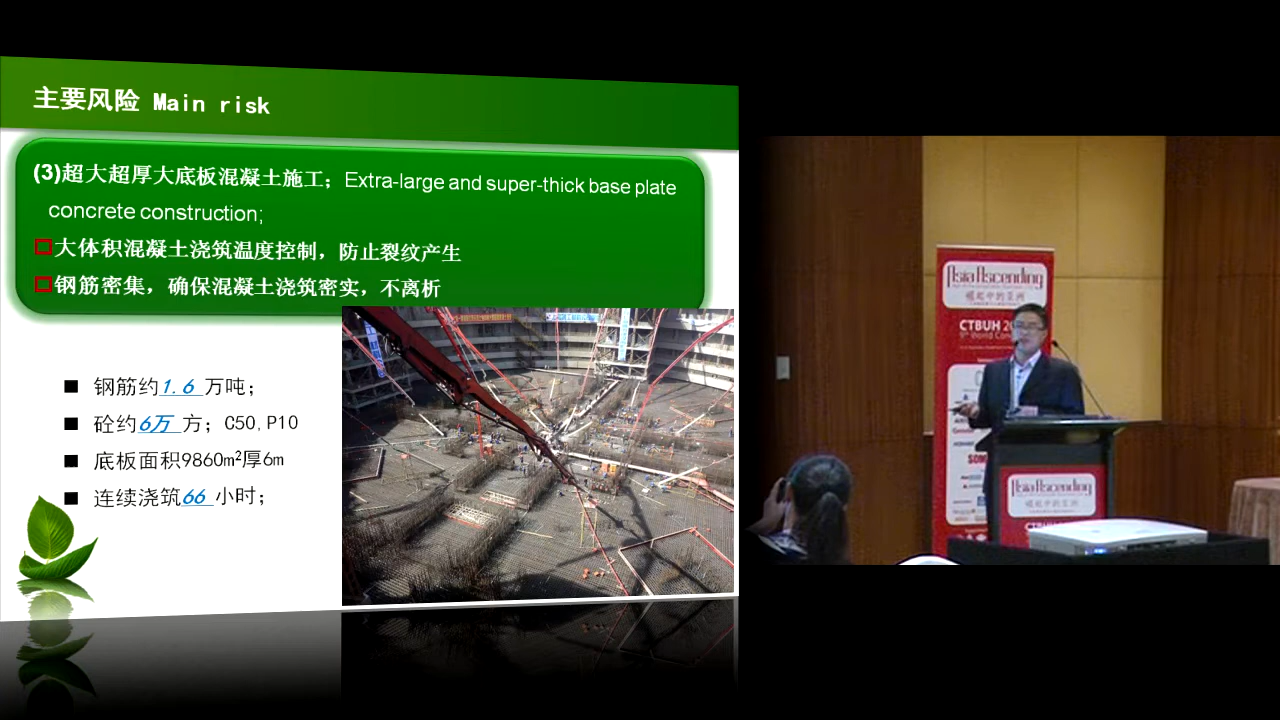 主要风险 Main risk
(3)超大超厚大底板混凝土施工；Extra-large and super-thick base plate
concrete construction;
大体积混凝土浇筑温度控制，防止裂纹产生
钢筋密集，确保混凝土浇筑密实，不离析
钢筋约1.6 万吨；
砼约6万 方；C50,P10
底板面积9860m²厚6m
连续浇筑66 小时；
Asia Ascending
崛起中的亚洲
CTBUH 20
9th World Con
Asia Ascending
崛起中的亚洲
CTBUH